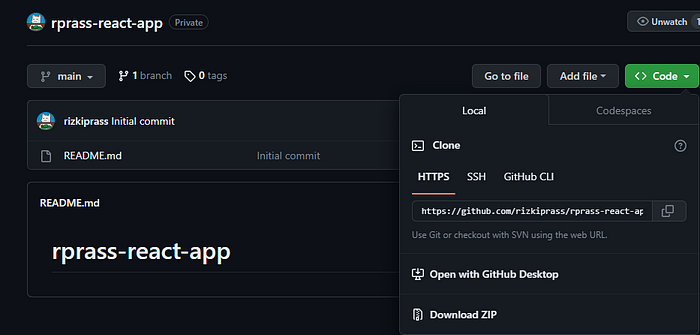 rprass-react-app Private
Unwatch 1
main 1 branch 0 tags Go to file Add file Code
Local Codespaces
rizkiprass Initial commit
Clone
README.md Initial commit
HTTPS SSH GitHub CLI
README.md
https://github.com/rizkiprass/rprass-react-ap
Use Git or checkout with SVN using the web URL.
rprass-react-app
Open with GitHub Desktop
Download ZIP